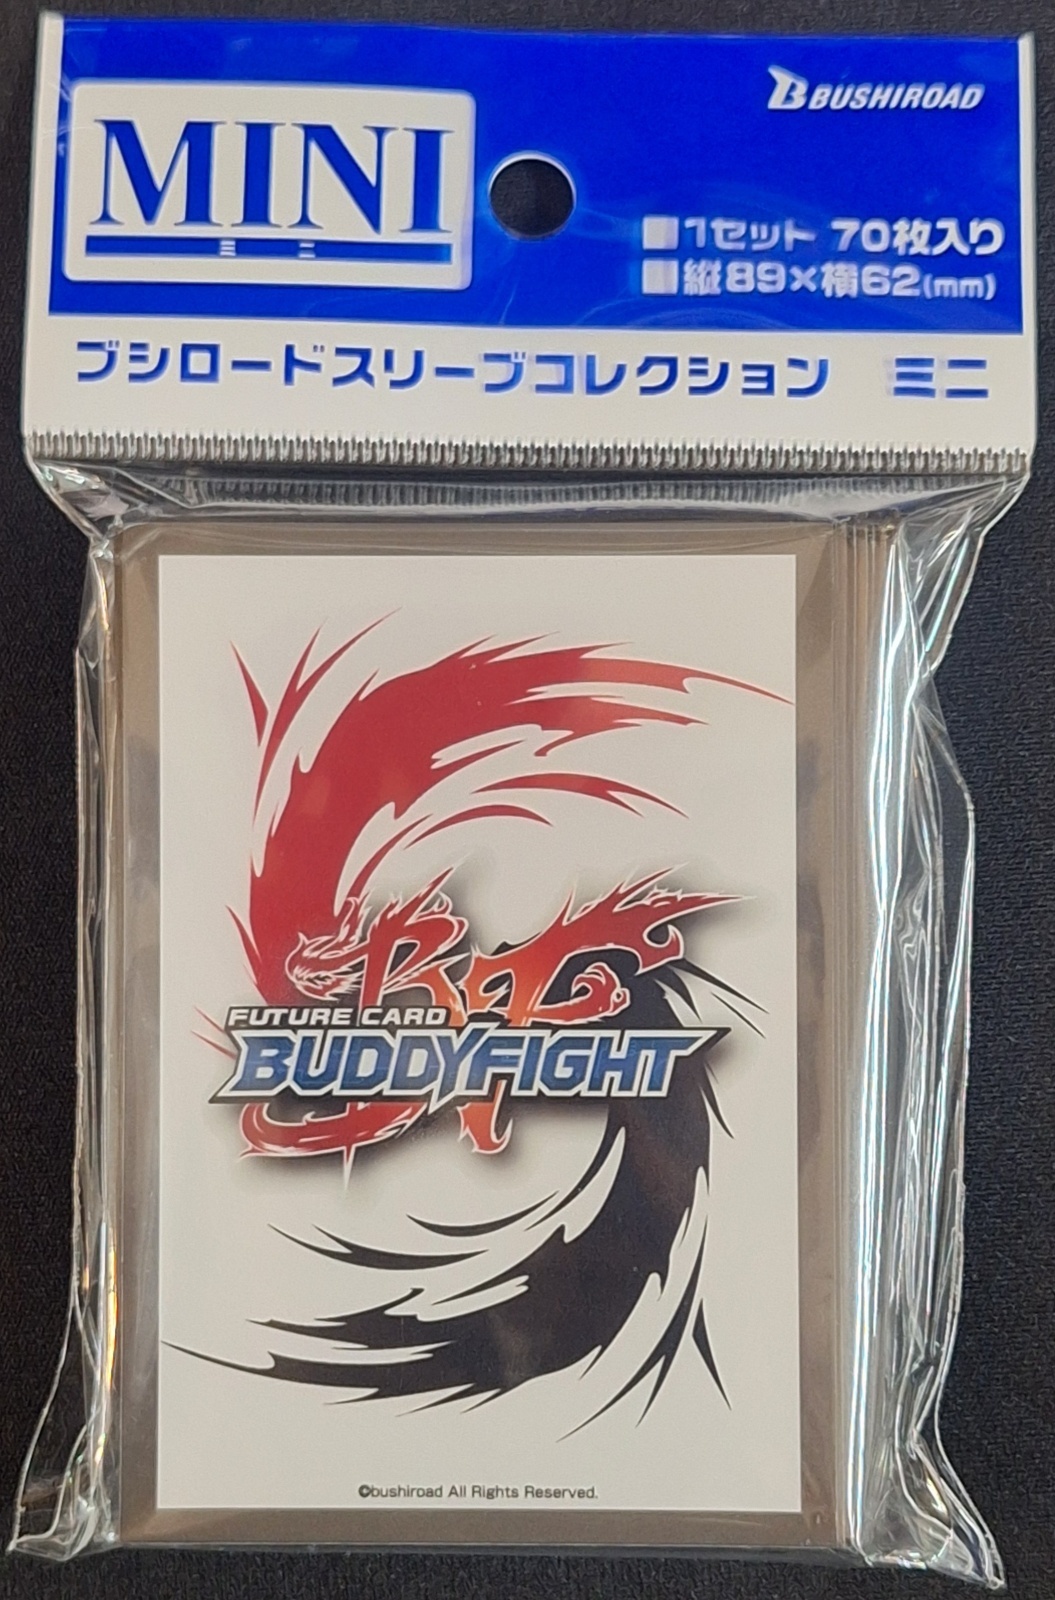 MINI
ミニ
BUSHIROAD
■1セット 70枚入り
■縦89×横62(mm)
ブシロードスリーブコレクション ミニ
FUTURE CARD
BUDDYFIGHT
©bushiroad All Rights Reserved.